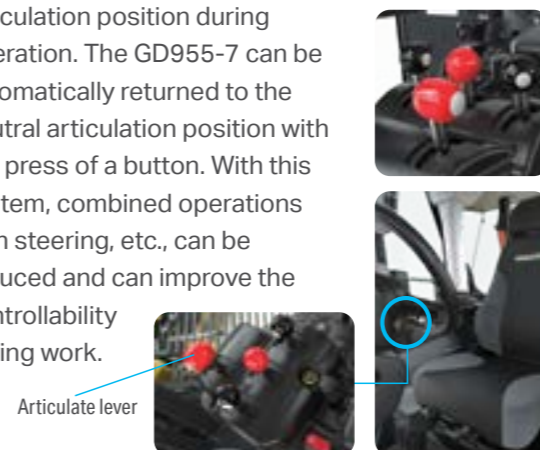 culation position during
eration. The GD955-7 can be
omatically returned to the
utral articulation position with
press of a button. With this
tem, combined operations
n steering, etc., can be
uced and can improve the
ntrollability
ing work.
Articulate lever